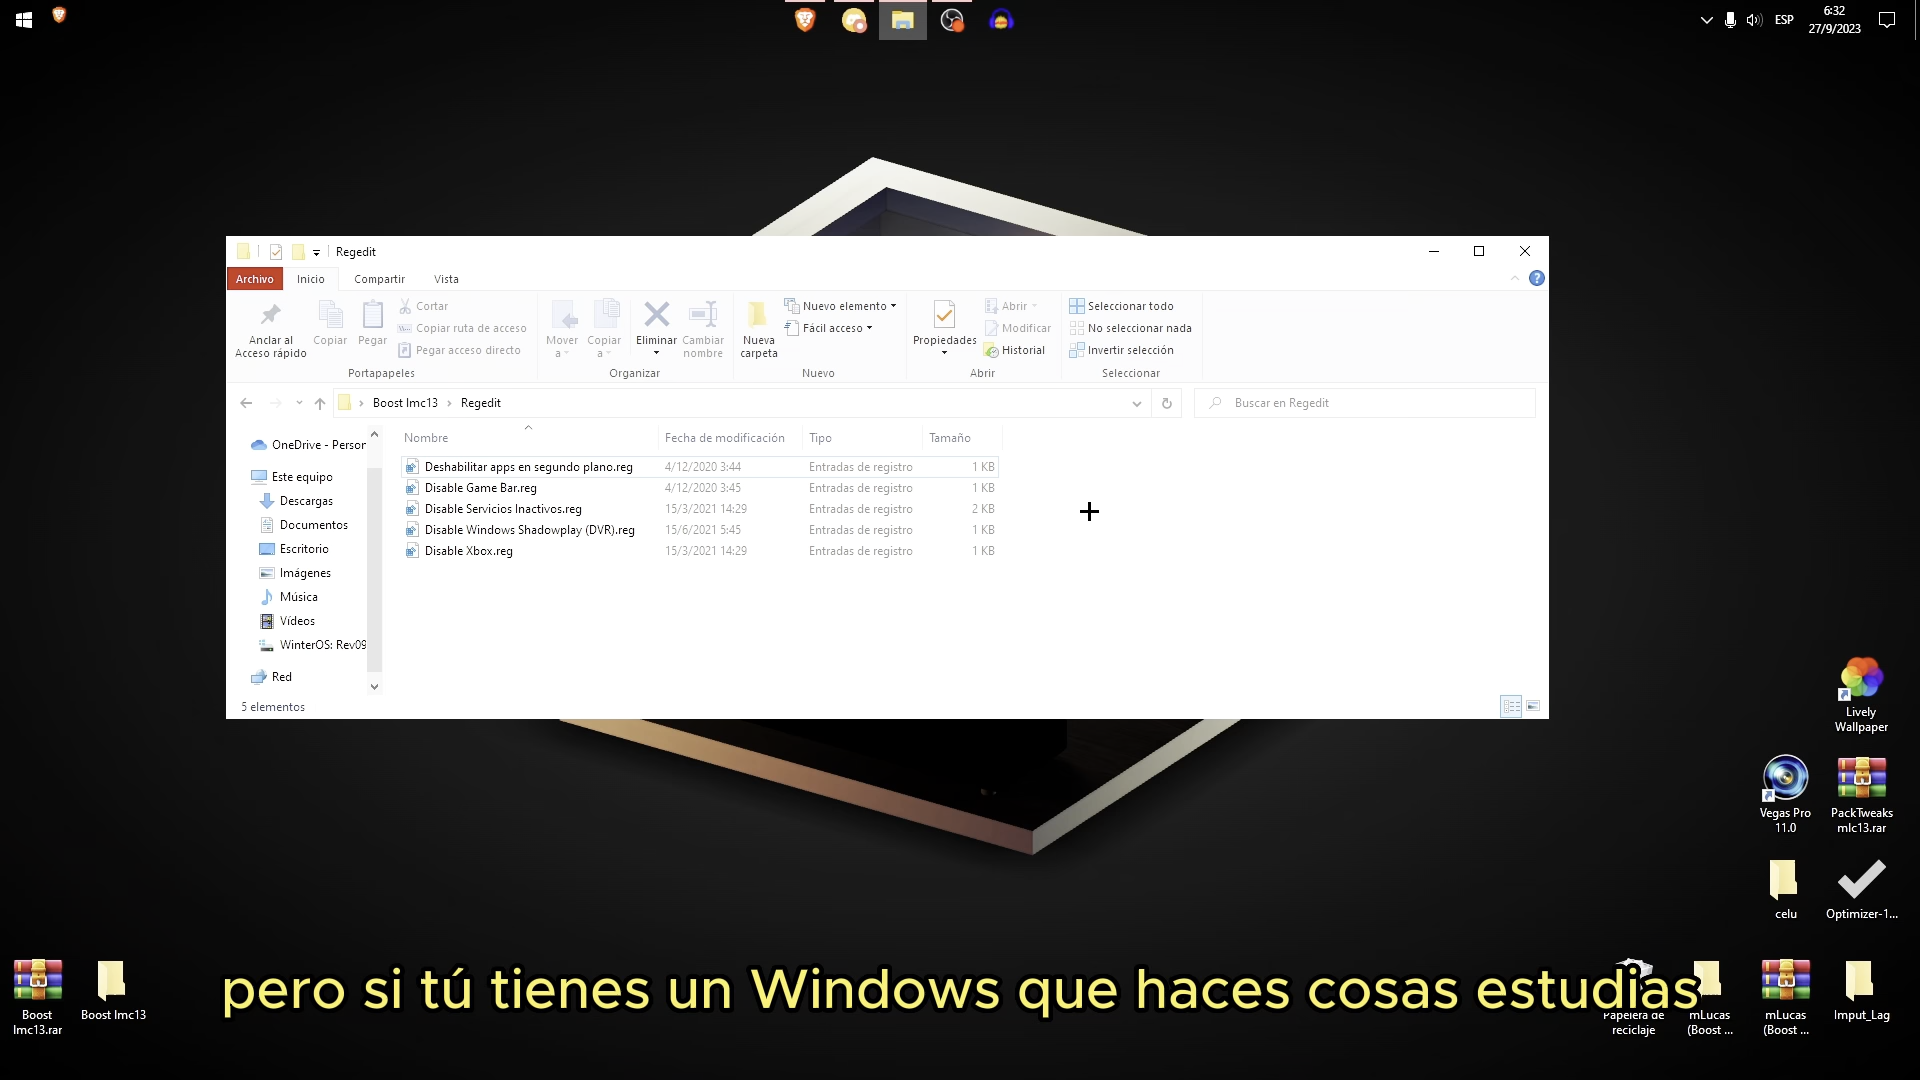 ESP
6:32
27/9/2023
Regedit
Archivo Inicio Compartir Vista
Anclar al
Acceso rápido
Copiar
Pegar
Cortar
Copiar ruta de acceso
Pegar acceso directo
Portapapeles
Mover
a
Copiar
a
Eliminar
Cambiar
nombre
Organizar
Nueva
carpeta
Nuevo elemento
Fácil acceso
Nuevo
Propiedades
Abrir
Modificar
Historial
Abrir
Seleccionar todo
No seleccionar nada
Invertir selección
Seleccionar
Boost lmc13 > Regedit
Buscar en Regedit
OneDrive - Person
Este equipo
Descargas
Documentos
Escritorio
Imágenes
Música
Vídeos
WinterOS: Rev09
Red
Nombre Fecha de modificación Tipo Tamaño
Deshabilitar apps en segundo plano.reg 4/12/2020 3:44 Entradas de registro 1 KB
Disable Game Bar.reg 4/12/2020 3:45 Entradas de registro 1 KB
Disable Servicios Inactivos.reg 15/3/2021 14:29 Entradas de registro 2 KB
Disable Windows Shadowplay (DVR).reg 15/6/2021 5:45 Entradas de registro 1 KB
Disable Xbox.reg 15/3/2021 14:29 Entradas de registro 1 KB
5 elementos
Lively
Wallpaper
Vegas Pro
11.0
PackTweaks
mlc13.rar
celu
Optimizer-1...
Boost
lmc13.rar
Boost lmc13
pero si tú tienes un Windows que haces cosas estudias
Papelera de
reciclaje
mLucas
(Boost ...
mLucas
(Boost ...
Imput_Lag